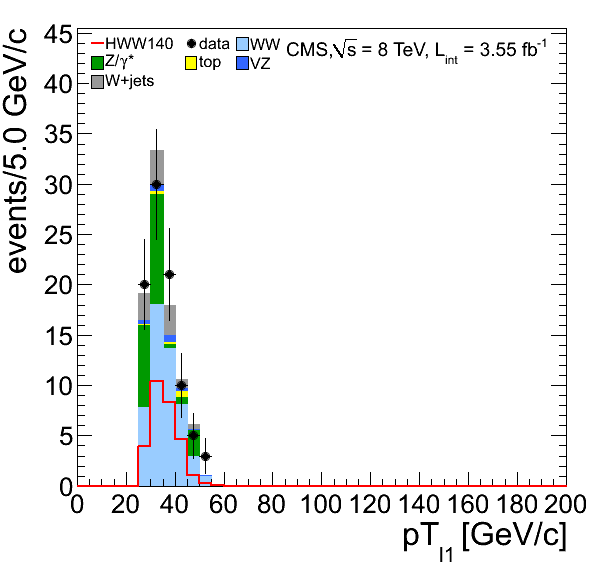 HWW140 data WW CMS,√s = 8 TeV, L_int = 3.55 fb⁻¹
Z/γ* top VZ
W+jets
events/5.0 GeV/c
45
40
35
30
25
20
15
10
5
0
0 20 40 60 80 100 120 140 160 180 200
pT_l1 [GeV/c]